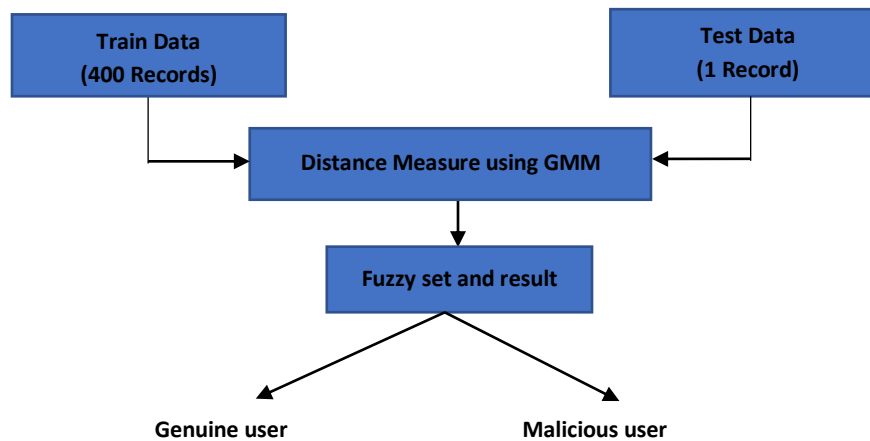 Train Data
(400 Records)
Test Data
(1 Record)
Distance Measure using GMM
Fuzzy set and result
Genuine user
Malicious user